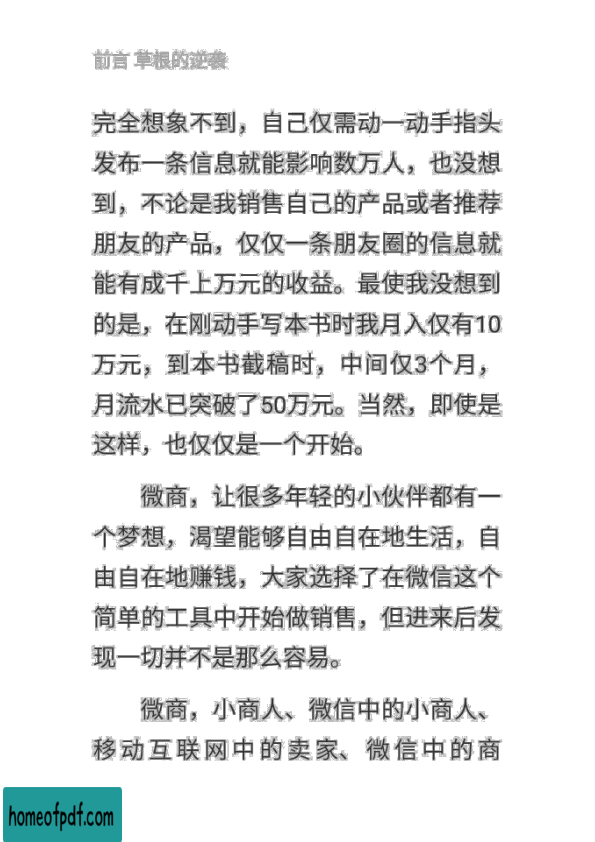 前言 草根的逆袭
完全想象不到，自己仅需动一动手指头
发布一条信息就能影响数万人，也没想
到，不论是我销售自己的产品或者推荐
朋友的产品，仅仅一条朋友圈的信息就
能有成千上万元的收益。最使我没想到
的是，在刚动手写本书时我月入仅有10
万元，到本书截稿时，中间仅3个月，
月流水已突破了50万元。当然，即使是
这样，也仅仅是一个开始。
微商，让很多年轻的小伙伴都有一
个梦想，渴望能够自由自在地生活，自
由自在地赚钱，大家选择了在微信这个
简单的工具中开始做销售，但进来后发
现一切并不是那么容易。
微商，小商人、微信中的小商人、
移动互联网中的卖家、微信中的商
homeofpdf.com